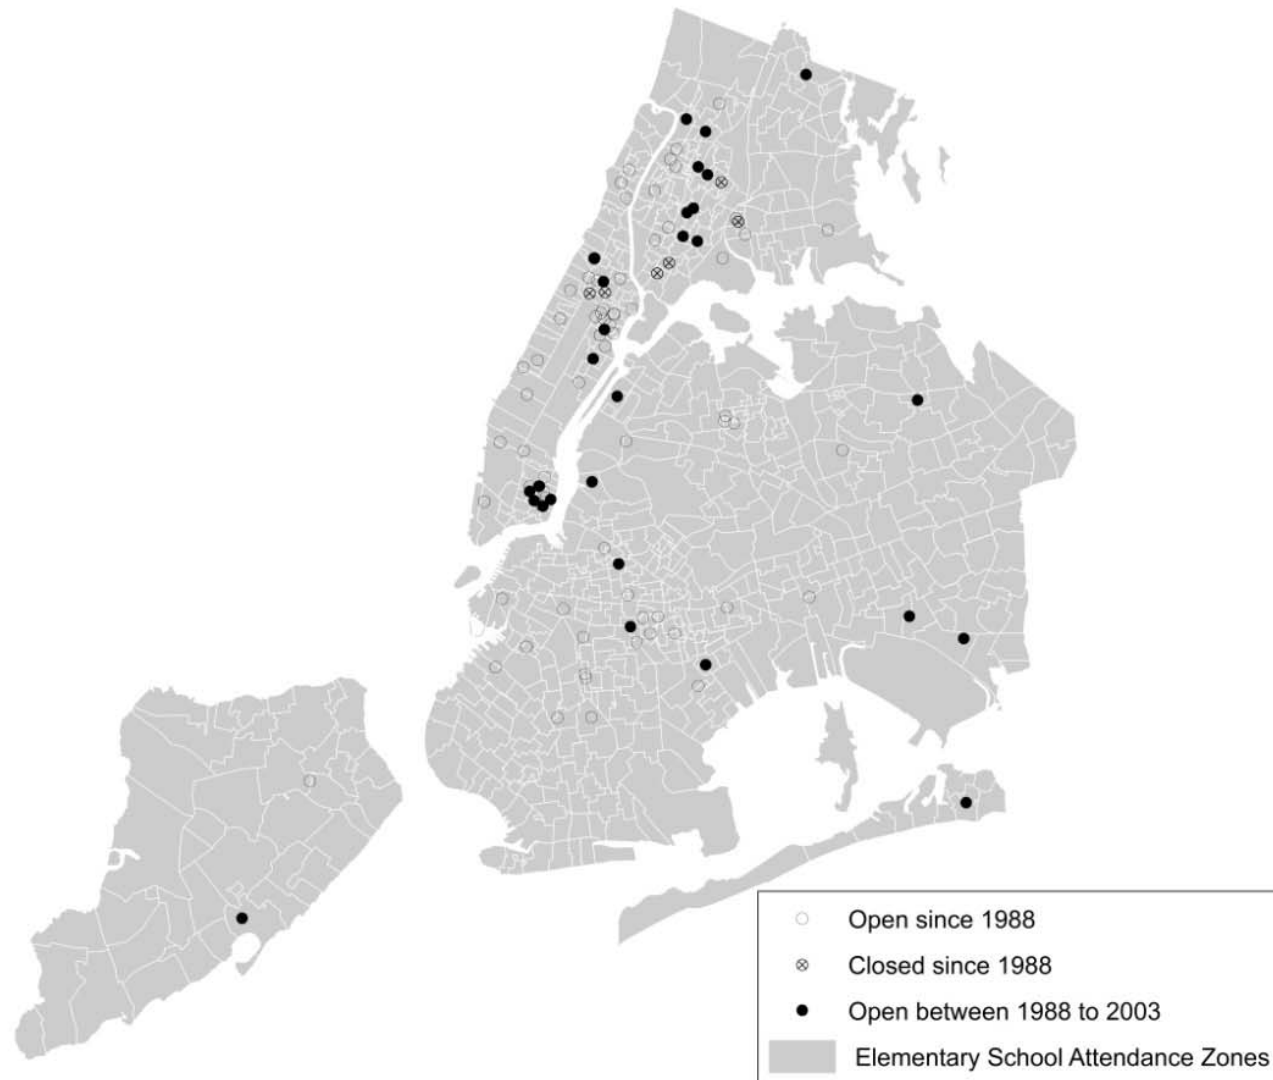 Open since 1988
Closed since 1988
Open between 1988 to 2003
Elementary School Attendance Zones